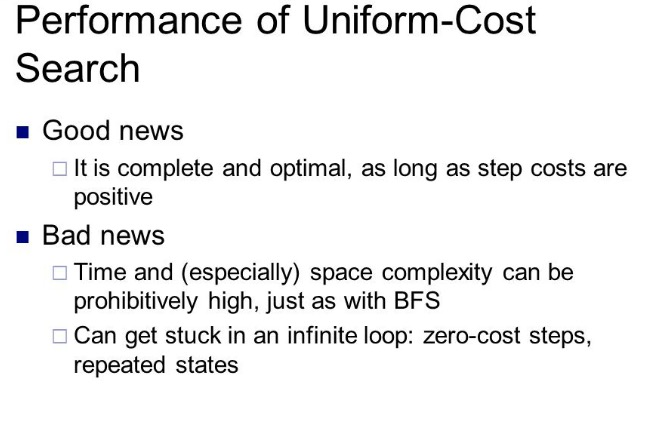 Performance of Uniform-Cost
Search
Good news
It is complete and optimal, as long as step costs are
positive
Bad news
Time and (especially) space complexity can be
prohibitively high, just as with BFS
Can get stuck in an infinite loop: zero-cost steps,
repeated states